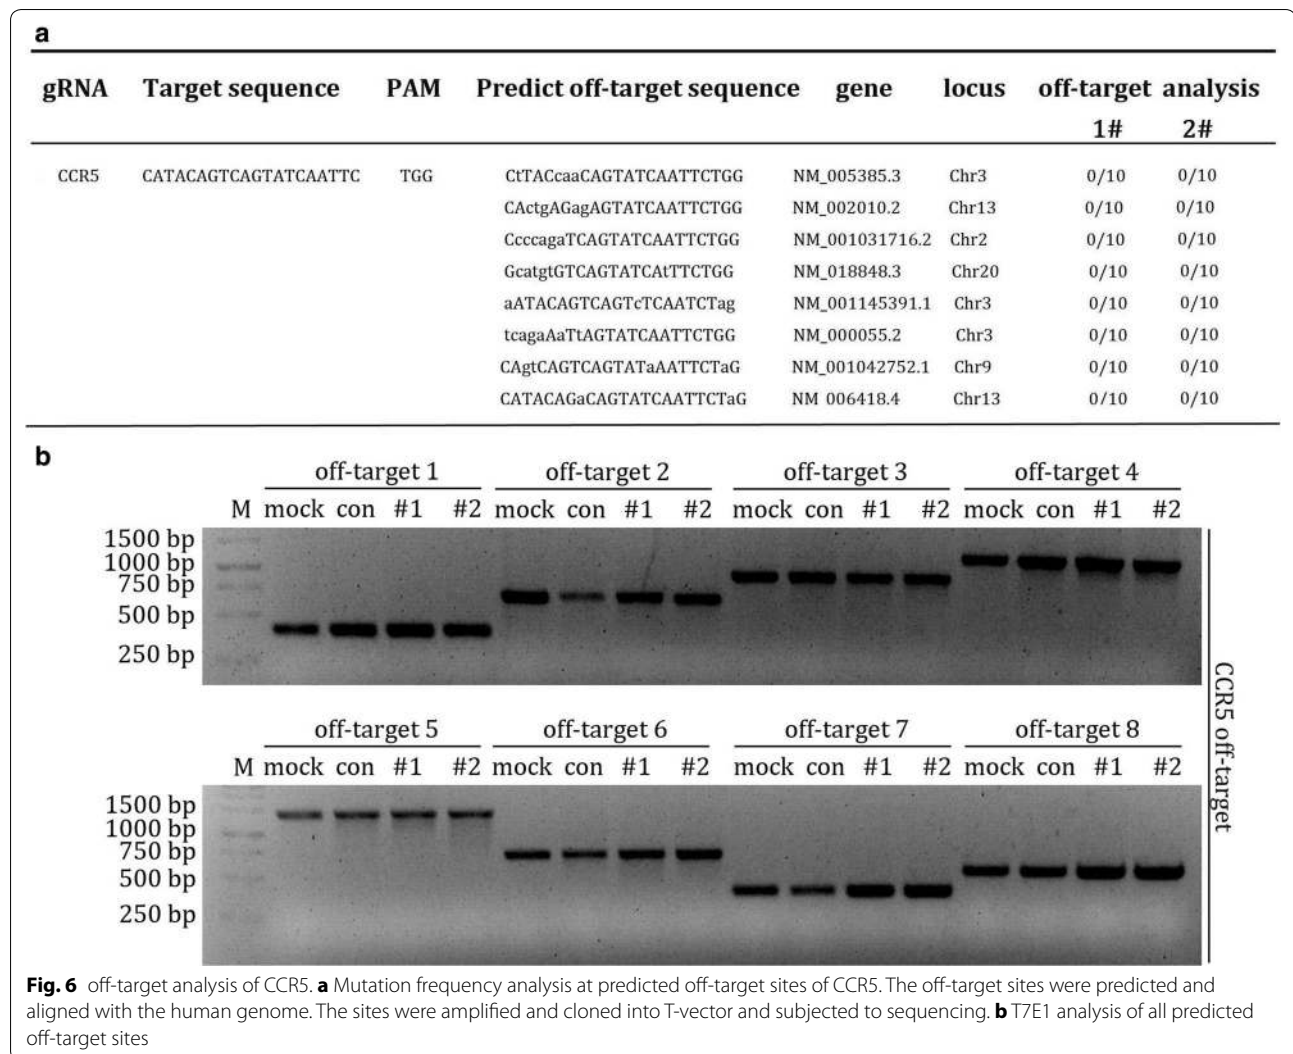 a
gRNA Target sequence PAM Predict off-target sequence gene locus off-target analysis
1# 2#
CCR5 CATACAGTCAGTATCAATTC TGG CtTACcaaCAGTATCAATTCTGG NM_005385.3 Chr3 0/10 0/10
CActgAGagAGTATCAATTCTGG NM_002010.2 Chr13 0/10 0/10
CcccagaTCAGTATCAATTCTGG NM_001031716.2 Chr2 0/10 0/10
GcatgtGTCAGTATCAtTTCTGG NM_018848.3 Chr20 0/10 0/10
aATACAGTCAGTcTCAATCTag NM_001145391.1 Chr3 0/10 0/10
tcagaAaTtAGTATCAATTCTGG NM_000055.2 Chr3 0/10 0/10
CAgtCAGTCAGTATaAATTCTaG NM_001042752.1 Chr9 0/10 0/10
CATACAGaCAGTATCAATTCTaG NM 006418.4 Chr13 0/10 0/10
b
off-target 1 off-target 2 off-target 3 off-target 4
M mock con #1 #2 mock con #1 #2 mock con #1 #2 mock con #1 #2
1500 bp
1000 bp
750 bp
500 bp
250 bp
off-target 5 off-target 6 off-target 7 off-target 8
M mock con #1 #2 mock con #1 #2 mock con #1 #2 mock con #1 #2
1500 bp
1000 bp
750 bp
500 bp
250 bp
CCR5 off-target
Fig. 6 off-target analysis of CCR5. a Mutation frequency analysis at predicted off-target sites of CCR5. The off-target sites were predicted and
aligned with the human genome. The sites were amplified and cloned into T-vector and subjected to sequencing. b T7E1 analysis of all predicted
off-target sites